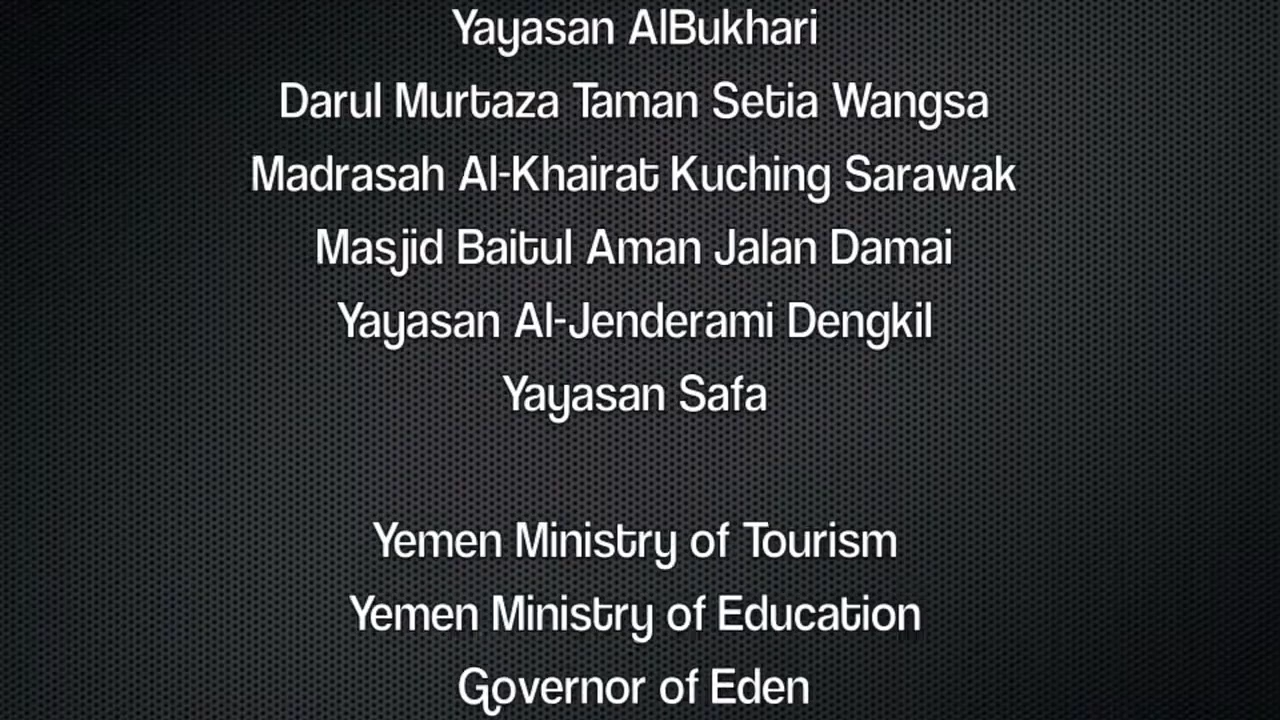 Yayasan AlBukhari
Darul Murtaza Taman Setia Wangsa
Madrasah Al-Khairat Kuching Sarawak
Masjid Baitul Aman Jalan Damai
Yayasan Al-Jenderami Dengkil
Yayasan Safa
Yemen Ministry of Tourism
Yemen Ministry of Education
Governor of Eden